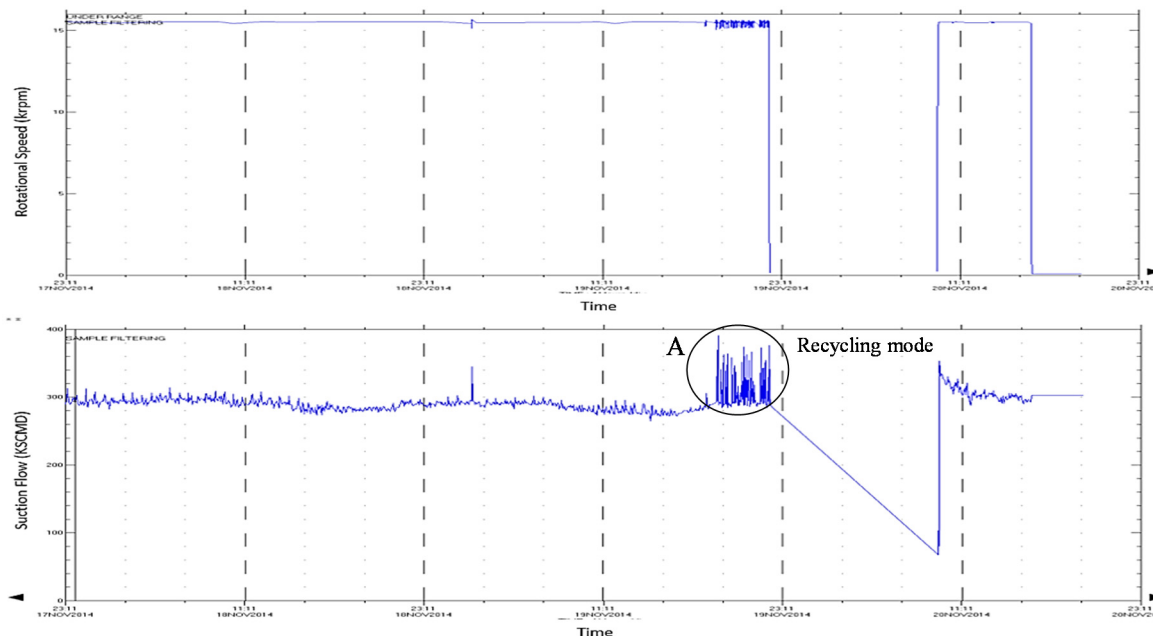 UNDER RANGE
SAMPLE FILTERING
15
10
5
0
Rotational Speed (krpm)
23:11 11:11 23:11 11:11 23:11 11:11 23:11
17NOV2014 18NOV2014 18NOV2014 19NOV2014 19NOV2014 20NOV2014
Time
SAMPLE FILTERING
400
300
200
100
0
A
Recycling mode
Suction Flow (KSCMD)
23:11 11:11 23:11 11:11 23:11 11:11 23:11
17NOV2014 18NOV2014 18NOV2014 19NOV2014 19NOV2014 20NOV2014 20NOV2014
Time